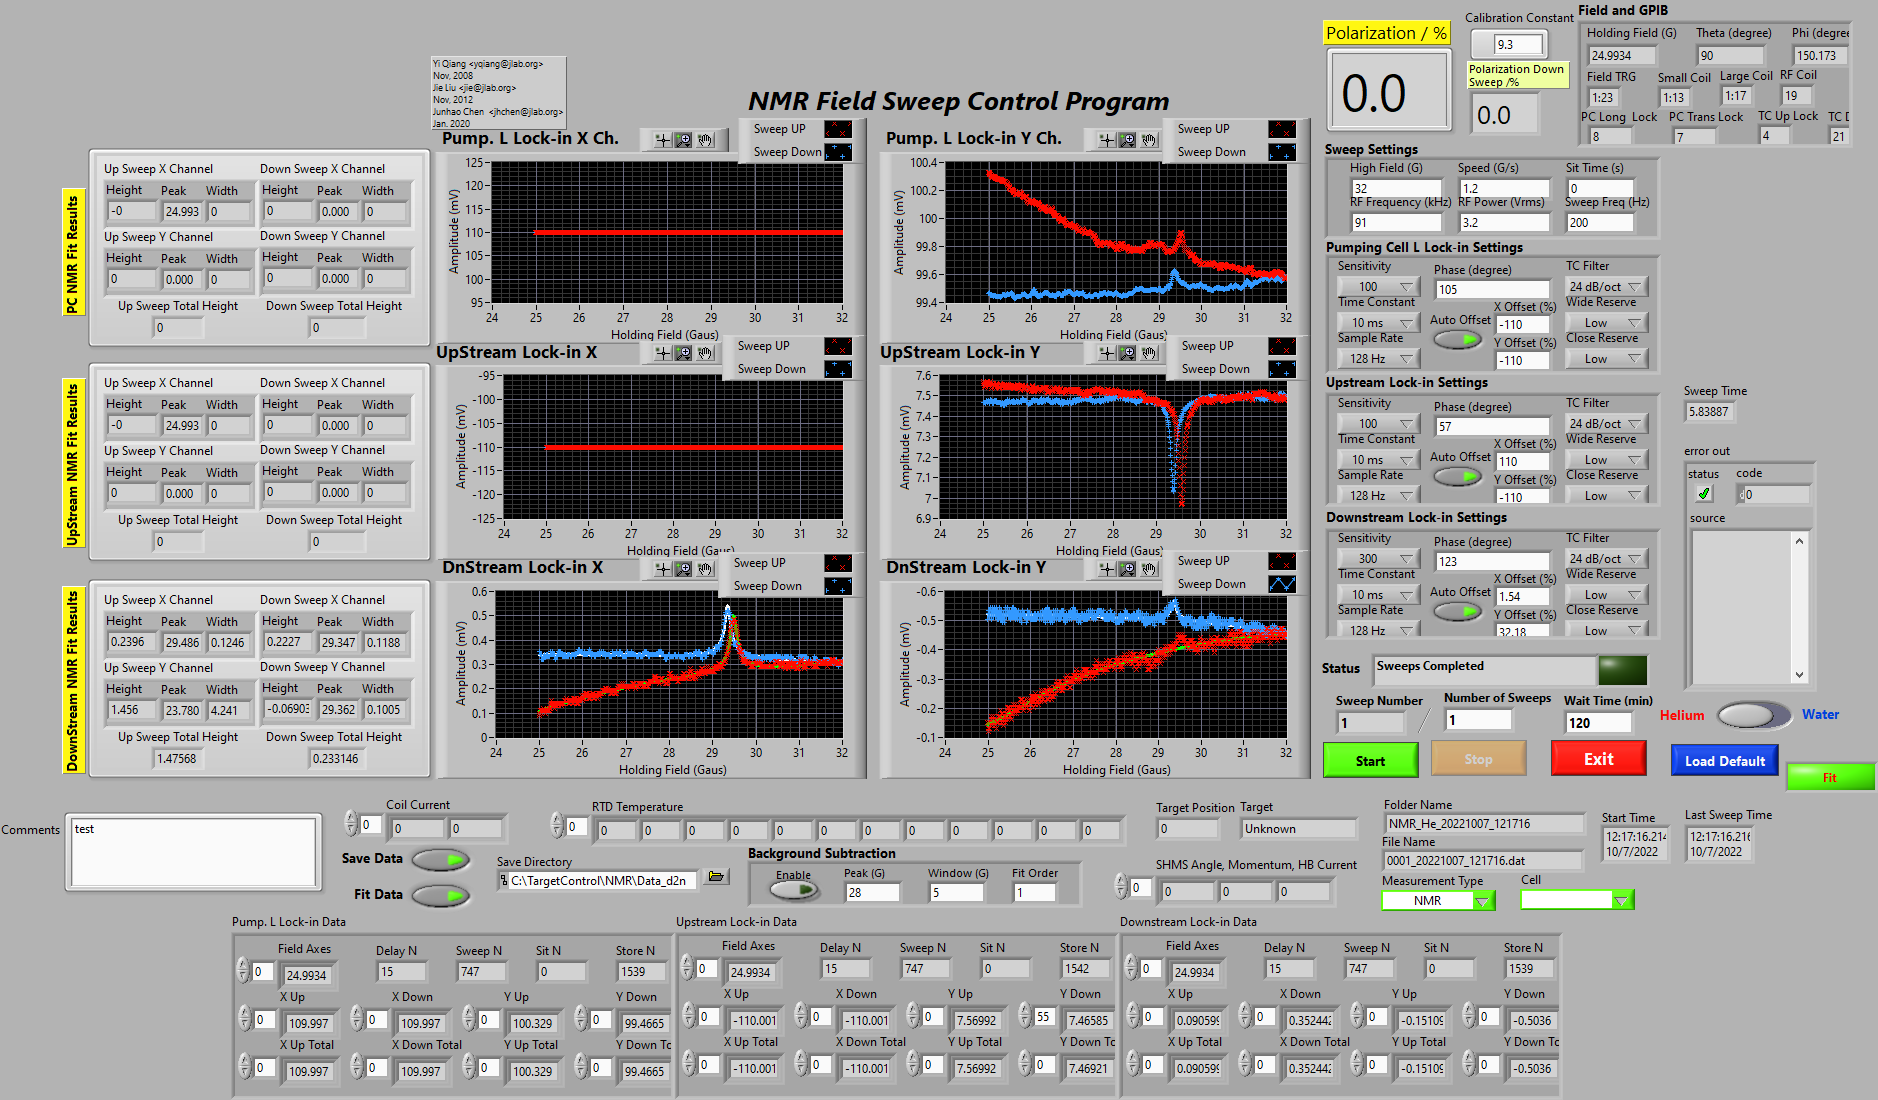 Yi Qiang <yqiang@jlab.org>
Nov, 2008
Jie Liu <jie@jlab.org>
Nov, 2012
Junhao Chen <jhchen@jlab.org>
Jan. 2020
NMR Field Sweep Control Program
Polarization / %
0.0
Calibration Constant
9.3
Polarization Down
Sweep /%
0.0
Field and GPIB
Holding Field (G) Theta (degree) Phi (degree
24.9934 90 150.173
Field TRG Small Coil Large Coil RF Coil
1:23 1:13 1:17 19
PC Long Lock PC Trans Lock TC Up Lock TC D
8 7 4 21
PC NMR Fit Results
Up Sweep X Channel Down Sweep X Channel
Height Peak Width Height Peak Width
-0 24.993 0 0 0.000 0
Up Sweep Y Channel Down Sweep Y Channel
Height Peak Width Height Peak Width
0 0.000 0 0 0.000 0
Up Sweep Total Height Down Sweep Total Height
0 0
Pump. L Lock-in X Ch.
Sweep UP
Sweep Down
Amplitude (mV)
125
120
115
110
105
100
95
24 25 26 27 28 29 30 31 32
Holding Field (Gaus)
Pump. L Lock-in Y Ch.
Sweep UP
Sweep Down
Amplitude (mV)
100.4
100.2
100
99.8
99.6
99.4
24 25 26 27 28 29 30 31 32
Holding Field (Gaus)
Sweep Settings
High Field (G) Speed (G/s) Sit Time (s)
32 1.2 0
RF Frequency (kHz) RF Power (Vrms) Sweep Freq (Hz)
91 3.2 200
Pumping Cell L Lock-in Settings
Sensitivity Phase (degree) TC Filter
100 105 24 dB/oct
Time Constant X Offset (%) Wide Reserve
10 ms Auto Offset -110 Low
Sample Rate Y Offset (%) Close Reserve
128 Hz -110 Low
UpStream NMR Fit Results
Up Sweep X Channel Down Sweep X Channel
Height Peak Width Height Peak Width
-0 24.993 0 0 0.000 0
Up Sweep Y Channel Down Sweep Y Channel
Height Peak Width Height Peak Width
0 0.000 0 0 0.000 0
Up Sweep Total Height Down Sweep Total Height
0 0
UpStream Lock-in X
Sweep UP
Sweep Down
Amplitude (mV)
-95
-100
-105
-110
-115
-120
-125
24 25 26 27 28 29 30 31 32
Holding Field (Gaus)
UpStream Lock-in Y
Sweep UP
Sweep Down
Amplitude (mV)
7.6
7.5
7.4
7.3
7.2
7.1
7
6.9
23 24 25 26 27 28 29 30 31 32
Holding Field (Gaus)
Upstream Lock-in Settings
Sensitivity Phase (degree) TC Filter
100 57 24 dB/oct
Time Constant X Offset (%) Wide Reserve
10 ms Auto Offset 110 Low
Sample Rate Y Offset (%) Close Reserve
128 Hz -110 Low
Sweep Time
5.83887
error out
status code
0
source
DownStream NMR Fit Results
Up Sweep X Channel Down Sweep X Channel
Height Peak Width Height Peak Width
0.2396 29.486 0.1246 0.2227 29.347 0.1188
Up Sweep Y Channel Down Sweep Y Channel
Height Peak Width Height Peak Width
1.456 23.780 4.241 -0.0690 29.362 0.1005
Up Sweep Total Height Down Sweep Total Height
1.47568 0.233146
DnStream Lock-in X
Sweep UP
Sweep Down
Amplitude (mV)
0.6
0.5
0.4
0.3
0.2
0.1
0
24 25 26 27 28 29 30 31 32
Holding Field (Gaus)
DnStream Lock-in Y
Sweep UP
Sweep Down
Amplitude (mV)
-0.6
-0.5
-0.4
-0.3
-0.2
-0.1
24 25 26 27 28 29 30 31 32
Holding Field (Gaus)
Downstream Lock-in Settings
Sensitivity Phase (degree) TC Filter
300 123 24 dB/oct
Time Constant X Offset (%) Wide Reserve
10 ms Auto Offset 1.54 Low
Sample Rate Y Offset (%) Close Reserve
128 Hz 32.18 Low
Status Sweeps Completed
Sweep Number Number of Sweeps Wait Time (min)
1 / 1 120
Helium Water
Start Stop Exit Load Default Fit
Comments test
Coil Current
0 0 0
Save Data
Fit Data
RTD Temperature
0 0 0 0 0 0 0 0 0 0 0 0 0
Save Directory
C:\TargetControl\NMR\Data_d2n
Background Subtraction
Enable Peak (G) Window (G) Fit Order
28 5 1
Target Position Target
0 Unknown
SHMS Angle, Momentum, HB Current
0 0 0 0
Folder Name
NMR_He_20221007_121716
File Name
0001_20221007_121716.dat
Measurement Type Cell
NMR
Start Time
12:17:16.214
10/7/2022
Last Sweep Time
12:17:16.216
10/7/2022
Pump. L Lock-in Data
Field Axes Delay N Sweep N Sit N Store N
0 24.9934 15 747 0 1539
X Up X Down Y Up Y Down
0 109.997 0 109.997 0 100.329 0 99.4665
X Up Total X Down Total Y Up Total Y Down To
0 109.997 0 109.997 0 100.329 0 99.4665
Upstream Lock-in Data
Field Axes Delay N Sweep N Sit N Store N
0 24.9934 15 747 0 1542
X Up X Down Y Up Y Down
0 -110.001 0 -110.001 0 7.56992 55 7.46585
X Up Total X Down Total Y Up Total Y Down Tc
0 -110.001 0 -110.001 0 7.56992 0 7.46921
Downstream Lock-in Data
Field Axes Delay N Sweep N Sit N Store N
0 24.9934 15 747 0 1539
X Up X Down Y Up Y Down
0 0.090599 0 0.352442 0 -0.15109 0 -0.5036
X Up Total X Down Total Y Up Total Y Down Tc
0 0.090599 0 0.352442 0 -0.15109 0 -0.5036